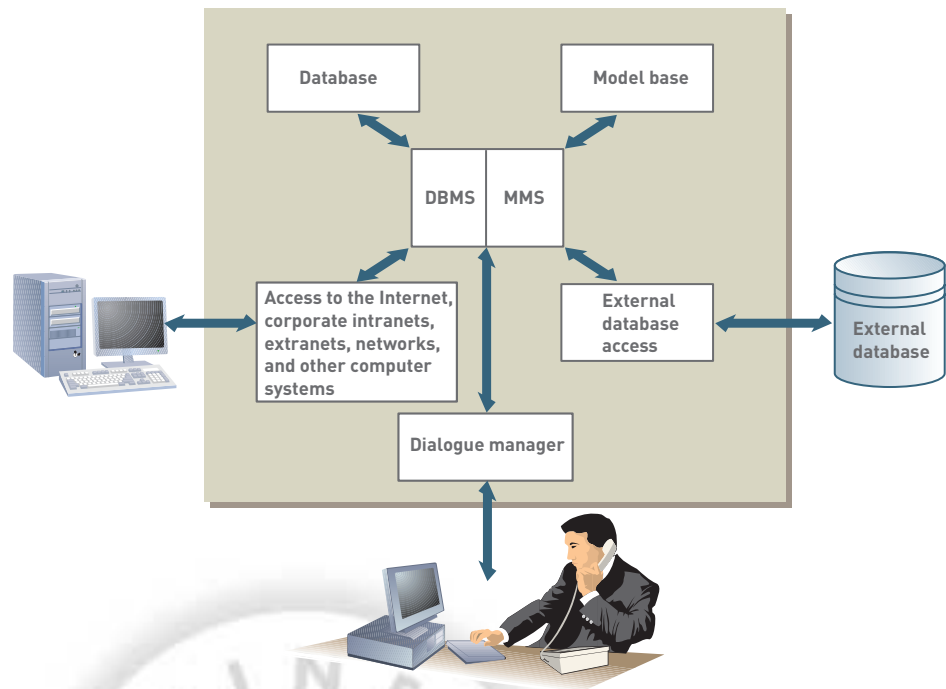 Database
Model base
DBMS
MMS
Access to the Internet,
corporate intranets,
extranets, networks,
and other computer
systems
External
database
access
External
database
Dialogue manager